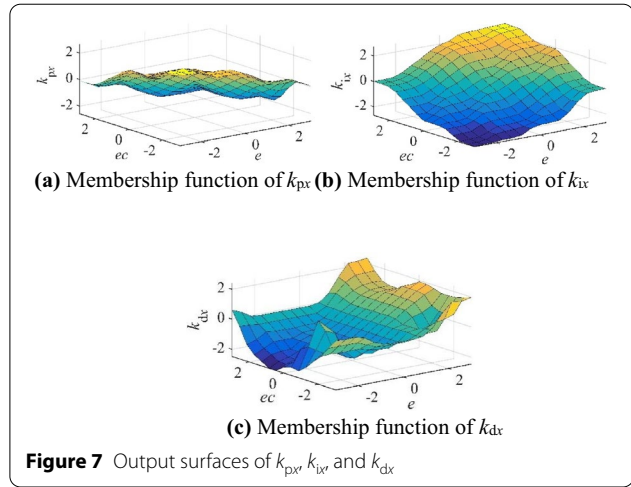 2
0
-2
k_px
2
0
-2
ec
-2
0
2
e
2
0
-2
k_ix
2
0
-2
ec
-2
0
2
e
(a) Membership function of k_px (b) Membership function of k_ix
2
0
-2
k_dx
2
0
-2
ec
-2
0
2
e
(c) Membership function of k_dx
Figure 7 Output surfaces of k_px, k_ix, and k_dx